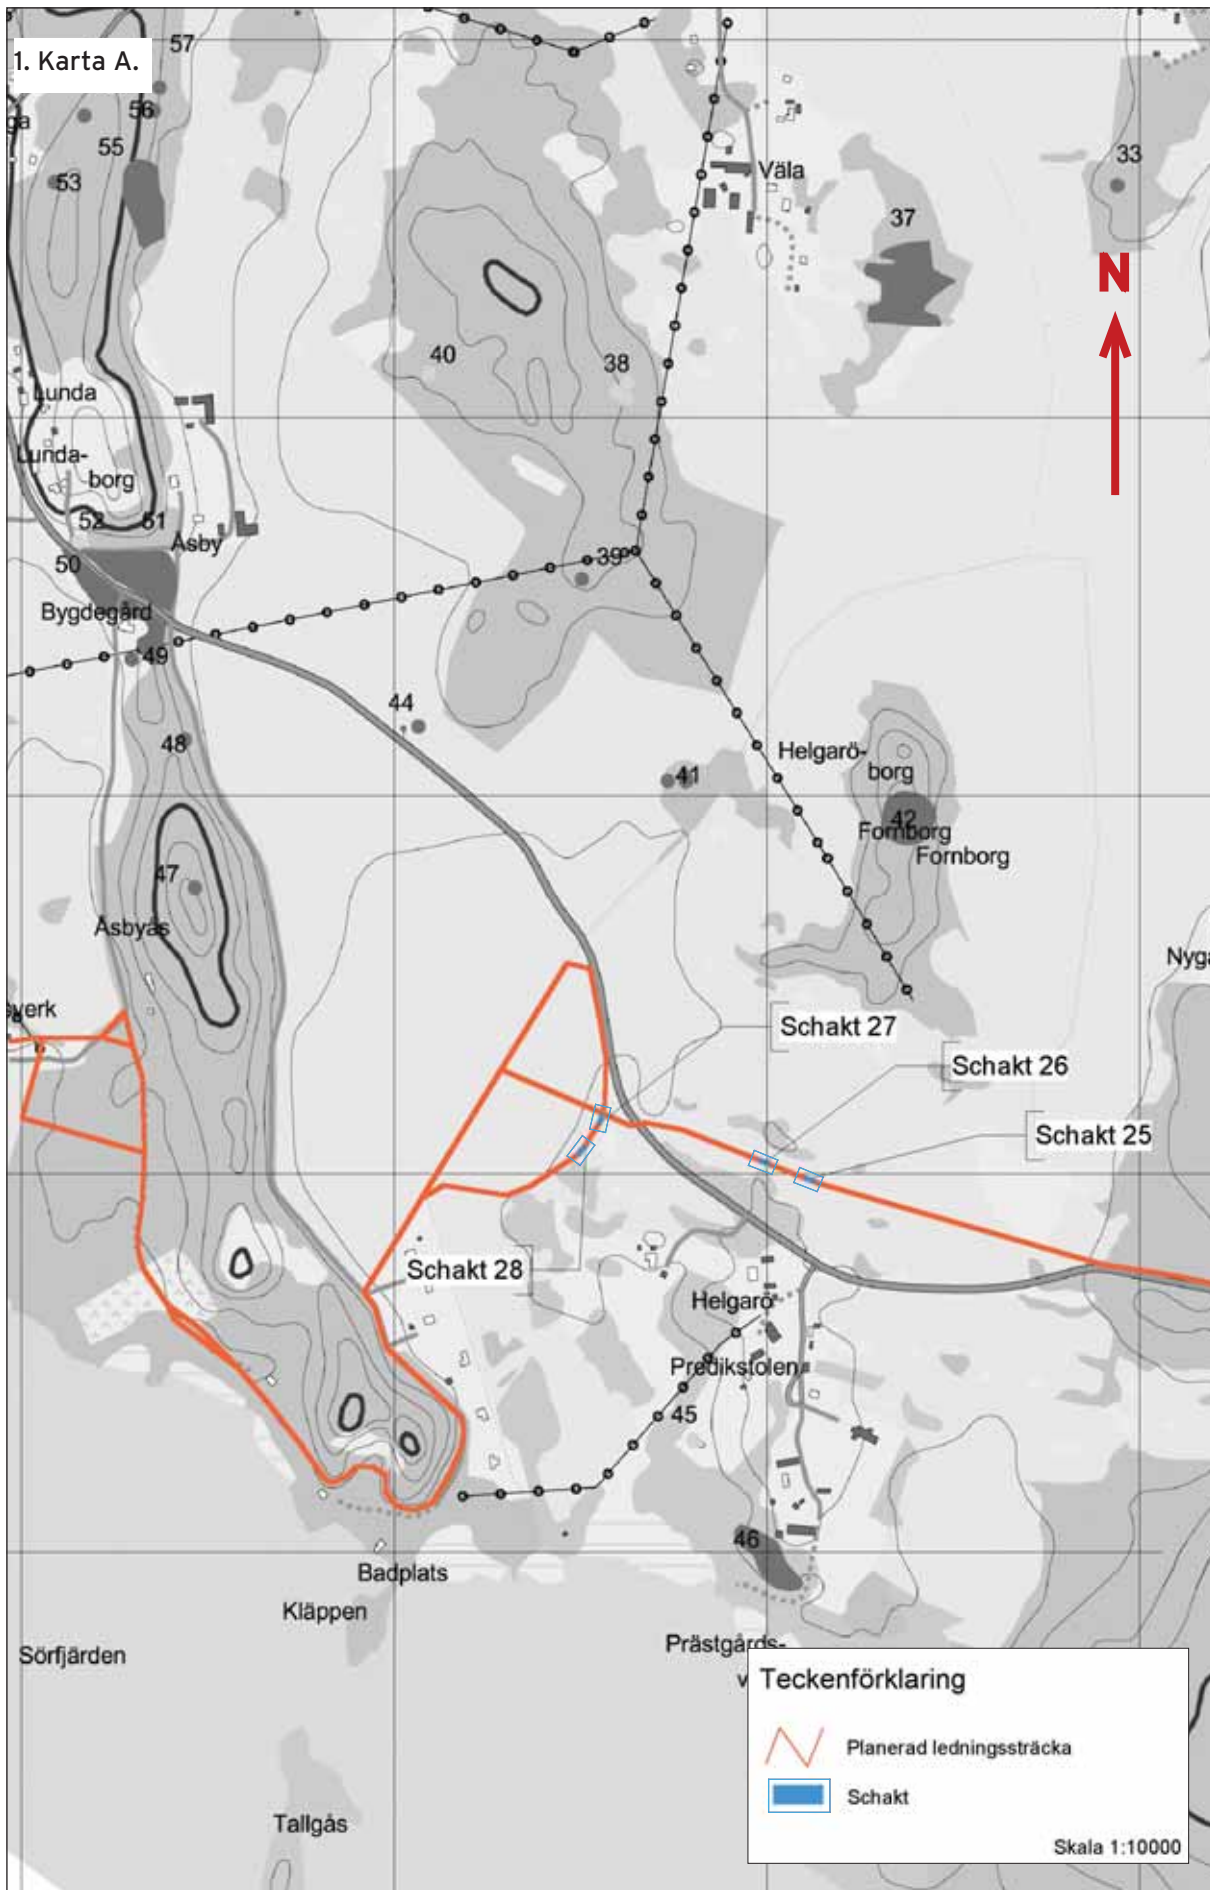 1. Karta A.
57
56
ga
55
53
33
Väla
37
N
40
38
Lunda
Lunda-
borg
52
51
Åsby
50
39
Bygdegård
49
44
48
Helgarö-
borg
41
42
Fornborg
Fornborg
47
Åsbyås
Nyga
sverk
Schakt 27
Schakt 26
Schakt 25
Schakt 28
Helgarö
Predikstolen
45
46
Badplats
Kläppen
Prästgårds-
v
Sörfjärden
Tallgås
Teckenförklaring
Planerad ledningssträcka
Schakt
Skala 1:10000